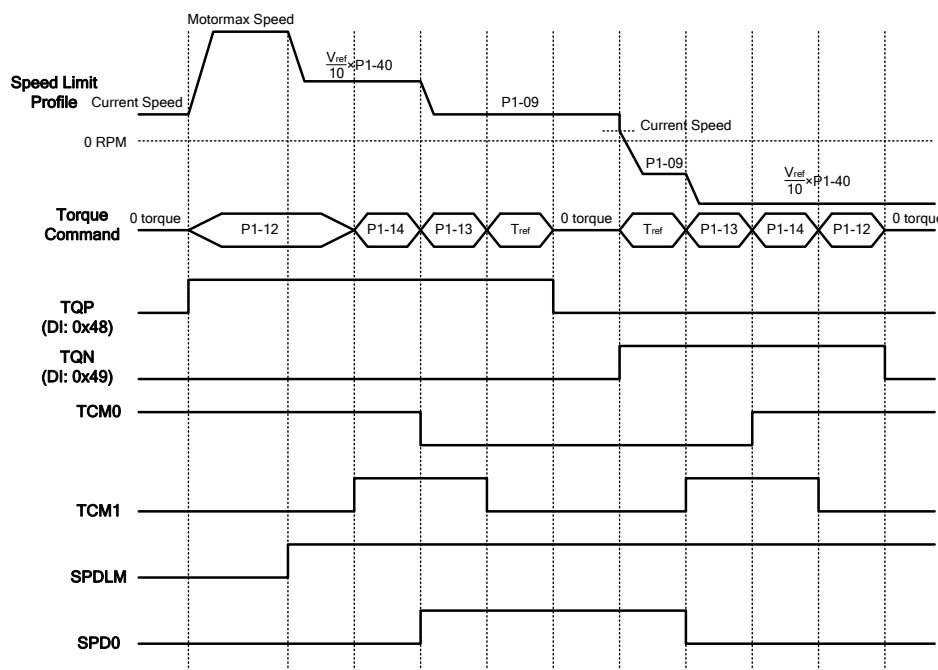 Motormax Speed
Vref
10 ×P1-40
Speed Limit
Profile
Current Speed
P1-09
Current Speed
0 RPM
P1-09
Vref
10 ×P1-40
Torque
Command
0 torque
P1-12
P1-14
P1-13
Tref
0 torque
Tref
P1-13
P1-14
P1-12
0 torque
TQP
(DI: 0x48)
TQN
(DI: 0x49)
TCM0
TCM1
SPDLM
SPD0